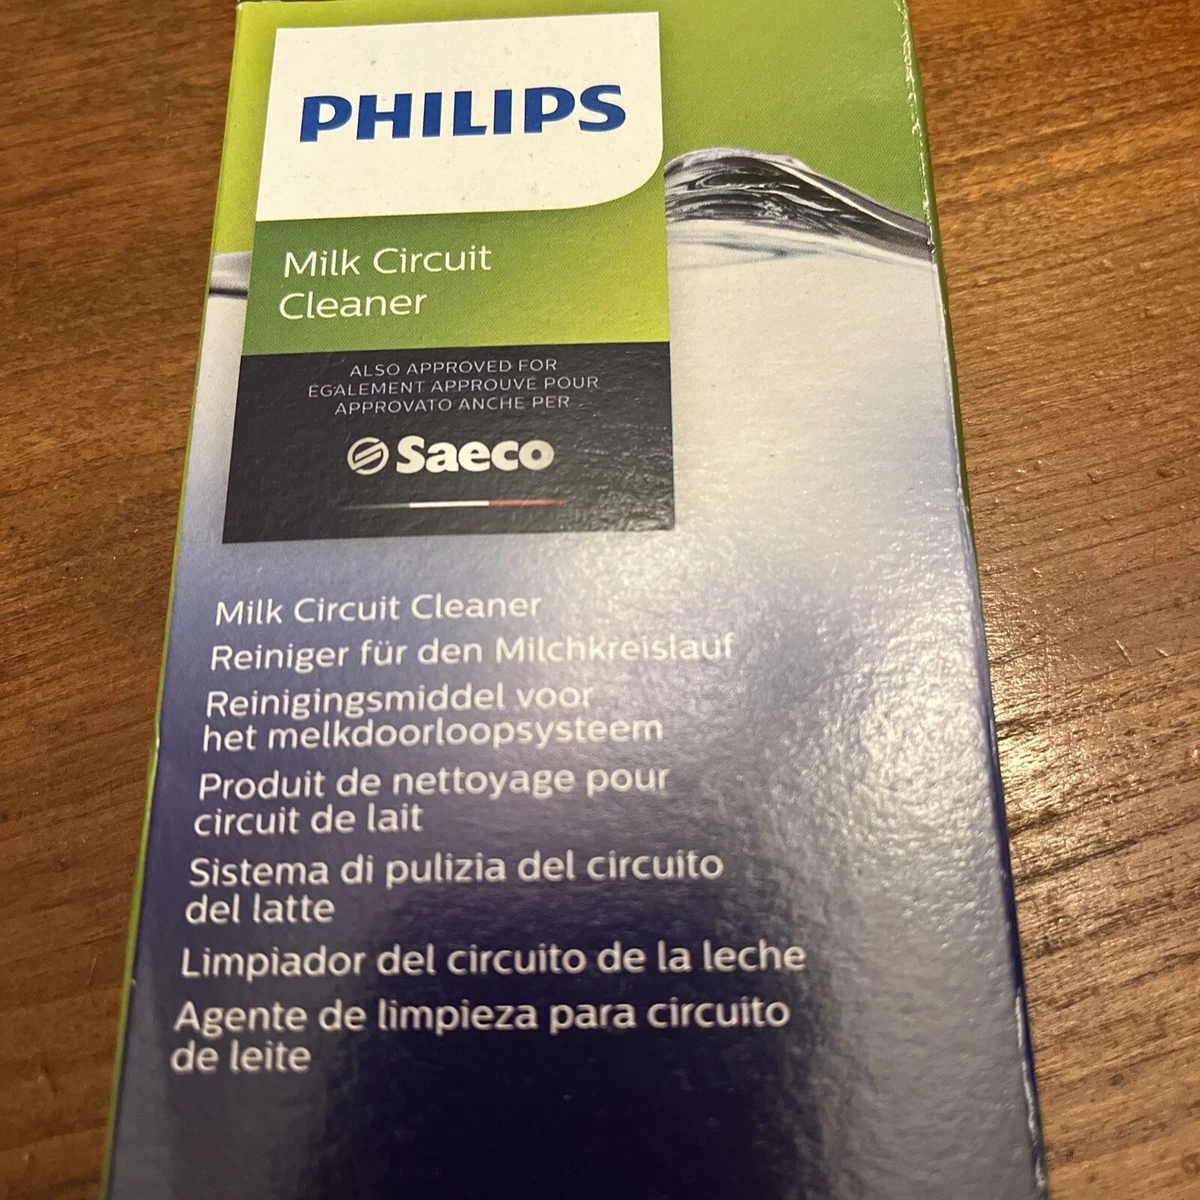 PHILIPS
Milk Circuit
Cleaner
ALSO APPROVED FOR
ÉGALEMENT APPROUVÉ POUR
APPROVATO ANCHE PER
Saeco
Milk Circuit Cleaner
Reiniger für den Milchkreislauf
Reinigingsmiddel voor
het melkdoorloopsysteem
Produit de nettoyage pour
circuit de lait
Sistema di pulizia del circuito
del latte
Limpiador del circuito de la leche
Agente de limpieza para circuito
de leite